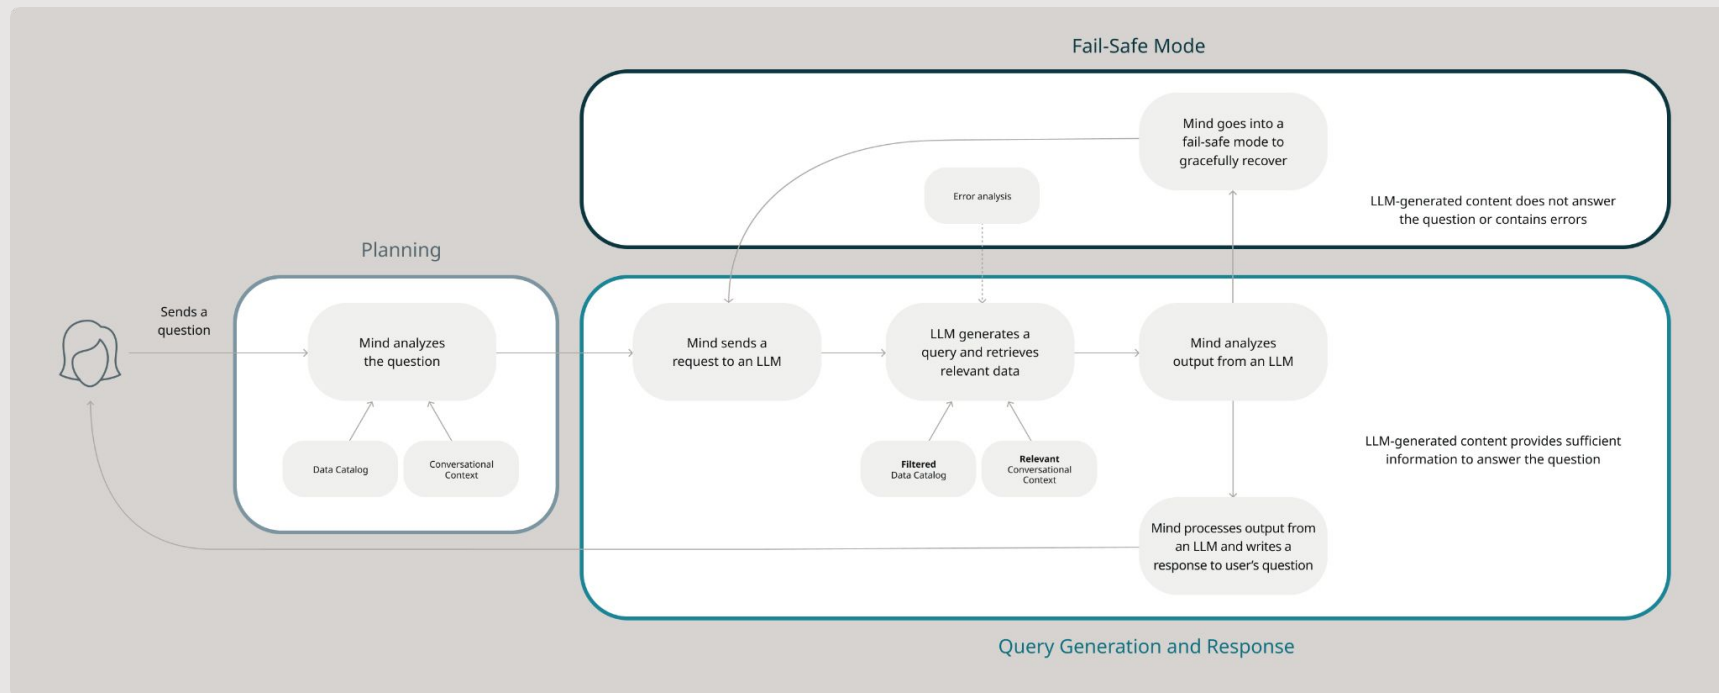 Fail-Safe Mode
Mind goes into a
fail-safe mode to
gracefully recover
Error analysis
LLM-generated content does not answer
the question or contains errors
Planning
Sends a
question
Mind analyzes
the question
Data Catalog
Conversational
Context
Mind sends a
request to an LLM
LLM generates a
query and retrieves
relevant data
Filtered
Data Catalog
Relevant
Conversational
Context
Mind analyzes
output from an LLM
LLM-generated content provides sufficient
information to answer the question
Mind processes output from
an LLM and writes a
response to user's question
Query Generation and Response